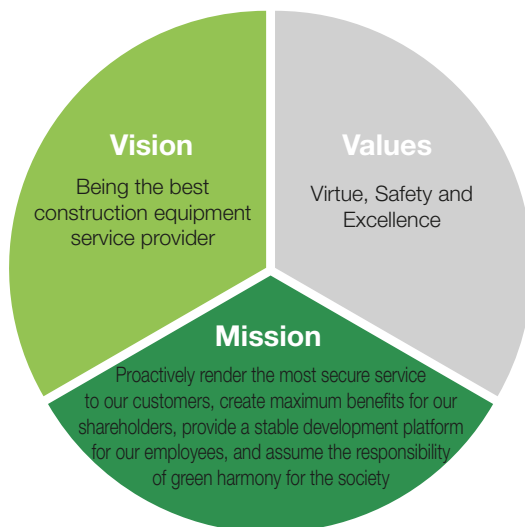 Vision
Being the best
construction equipment
service provider
Values
Virtue, Safety and
Excellence
Mission
Proactively render the most secure service
to our customers, create maximum benefits for our
shareholders, provide a stable development platform
for our employees, and assume the responsibility
of green harmony for the society